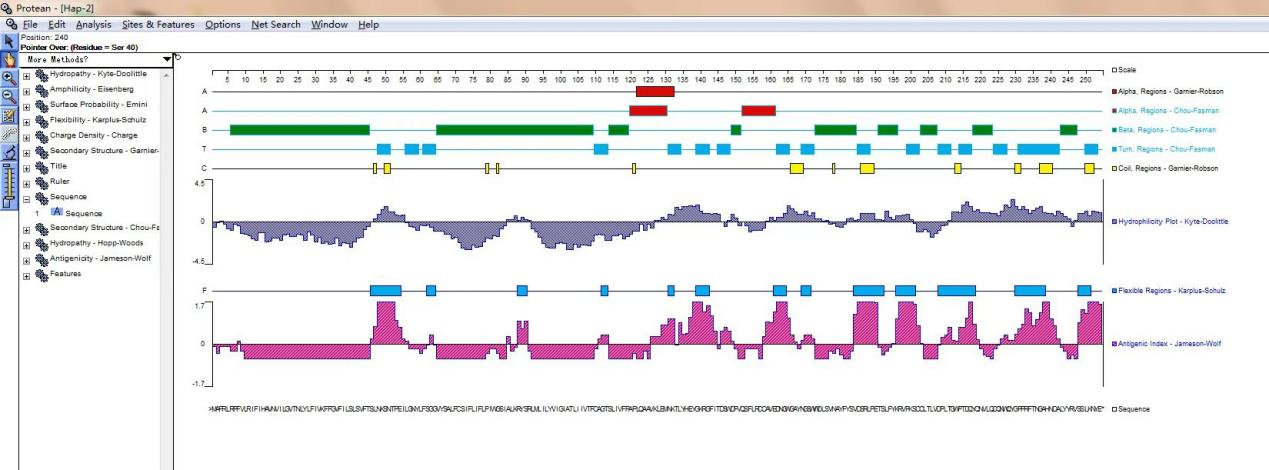 Protean - [Hap-2]
File Edit Analysis Sites & Features Options Net Search Window Help
Position: 240
Pointer Over: (Residue = Ser 40)
More Methods?
Hydropathy - Kyte-Doolittle
Amphilicity - Eisenberg
Surface Probability - Emini
Flexibility - Karplus-Schulz
Charge Density - Charge
Secondary Structure - Garnier-
Title
Ruler
Sequence
1 A Sequence
Secondary Structure - Chou-Fa
Hydropathy - Hopp-Woods
Antigenicity - Jameson-Wolf
Features
5 10 15 20 25 30 35 40 45 50 55 60 65 70 75 80 85 90 95 100 105 110 115 120 125 130 135 140 145 150 155 160 165 170 175 180 185 190 195 200 205 210 215 220 225 230 235 240 245 250
Scale
A Alpha, Regions - Garnier-Robson
A Alpha, Regions - Chou-Fasman
B Beta, Regions - Chou-Fasman
T Turn, Regions - Chou-Fasman
C Coil, Regions - Garnier-Robson
4.5
0
-4.5
Hydrophilicity Plot - Kyte-Doolittle
F Flexible Regions - Karplus-Schulz
1.7
0
-1.7
Antigenic Index - Jameson-Wolf
Sequence